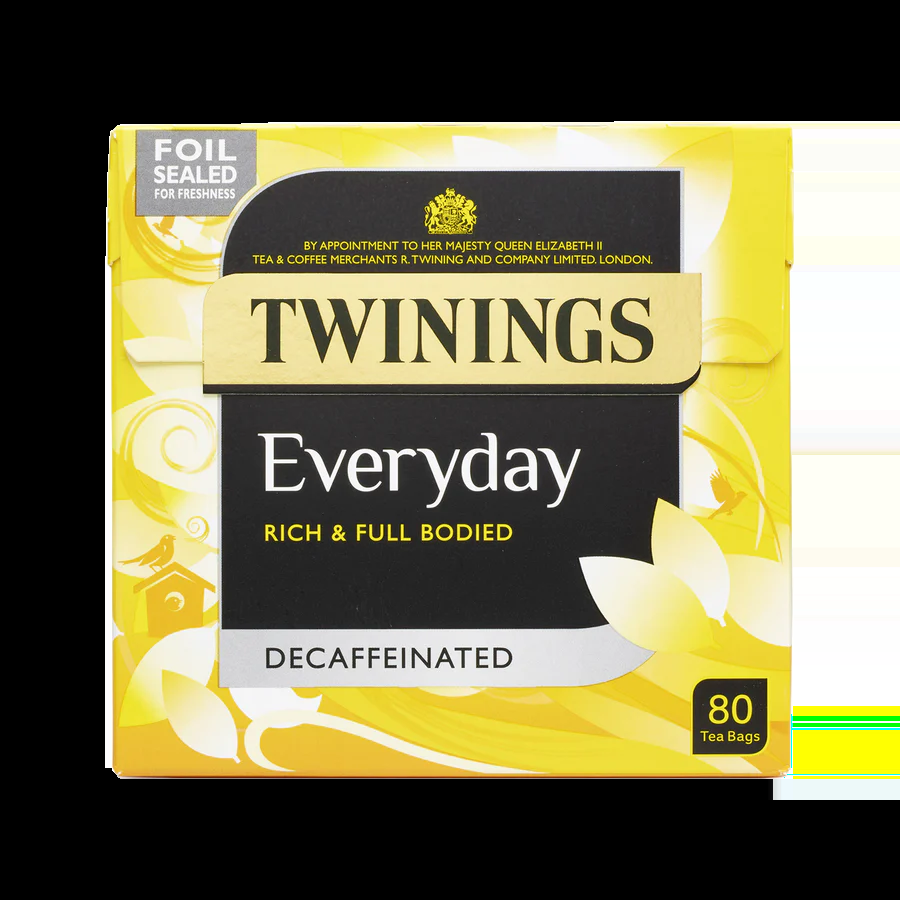 FOIL
SEALED
FOR FRESHNESS
BY APPOINTMENT TO HER MAJESTY QUEEN ELIZABETH II
TEA & COFFEE MERCHANTS R. TWINING AND COMPANY LIMITED. LONDON.
TWININGS
Everyday
RICH & FULL BODIED
DECAFFEINATED
80
Tea Bags